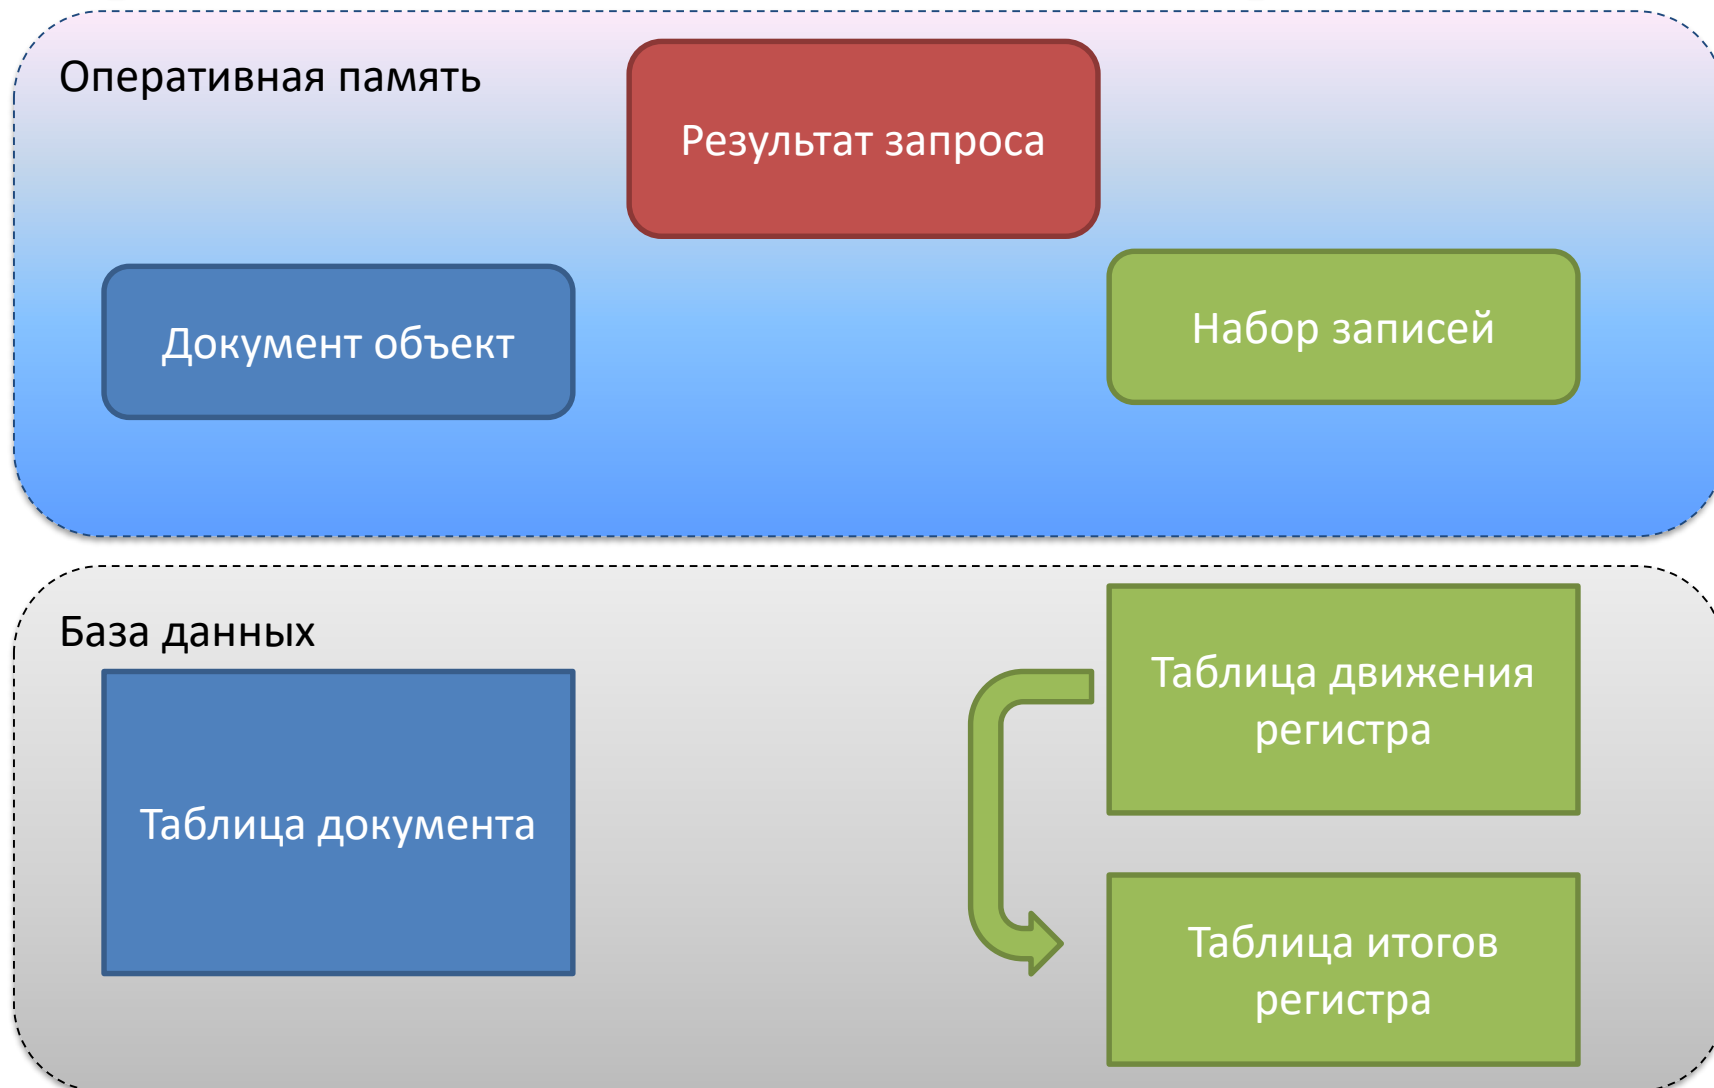 Оперативная память
Результат запроса
Документ объект
Набор записей
База данных
Таблица документа
Таблица движения
регистра
Таблица итогов
регистра